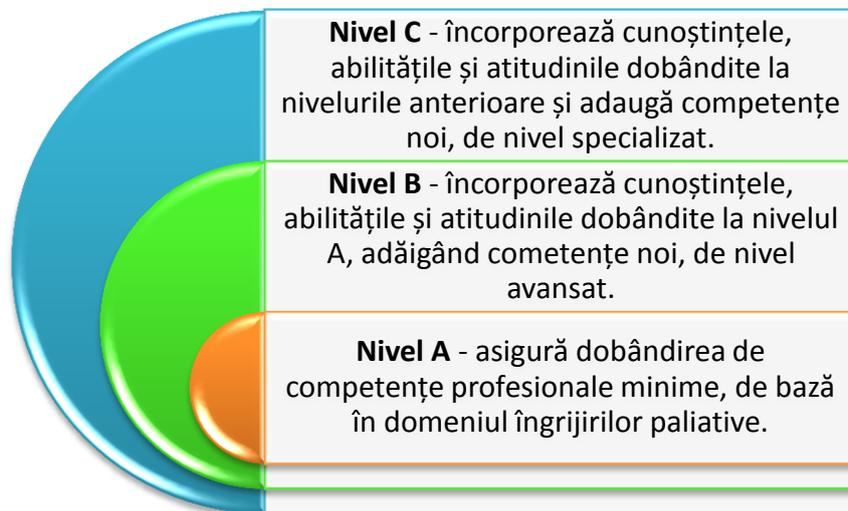 Nivel C - încorporează cunoștințele,
abilitățile și atitudinile dobândite la
nivelurile anterioare și adaugă competențe
noi, de nivel specializat.
Nivel B - încorporează cunoștințele,
abilitățile și atitudinile dobândite la nivelul
A, adăigând cometențe noi, de nivel
avansat.
Nivel A - asigură dobândirea de
competențe profesionale minime, de bază
în domeniul îngrijirilor paliative.